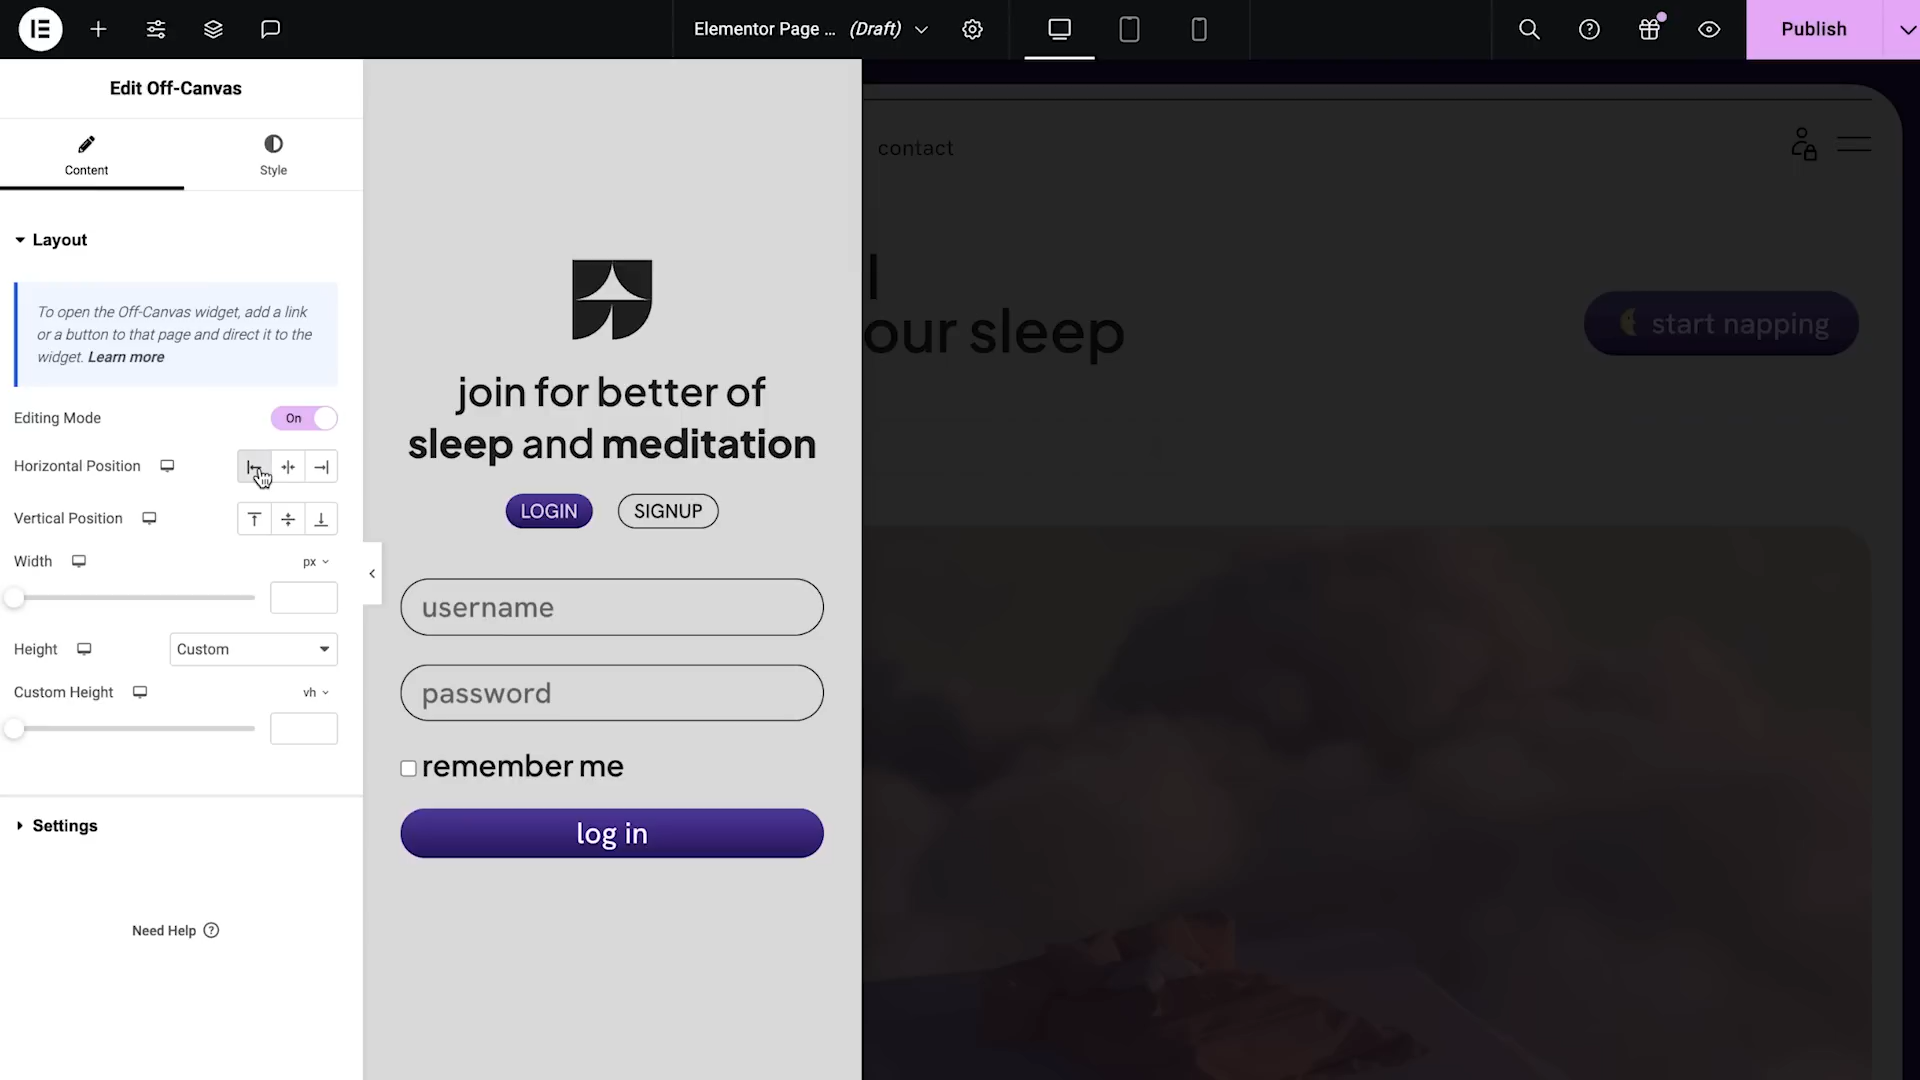 Elementor Page ... (Draft)
Publish
Edit Off-Canvas
Content
Style
Layout
To open the Off-Canvas widget, add a link
or a button to that page and direct it to the
widget. Learn more
Editing Mode
On
Horizontal Position
Vertical Position
Width
px
Height
Custom
Custom Height
vh
Settings
Need Help
join for better of
sleep and meditation
LOGIN
SIGNUP
username
password
remember me
log in
contact
our sleep
start napping